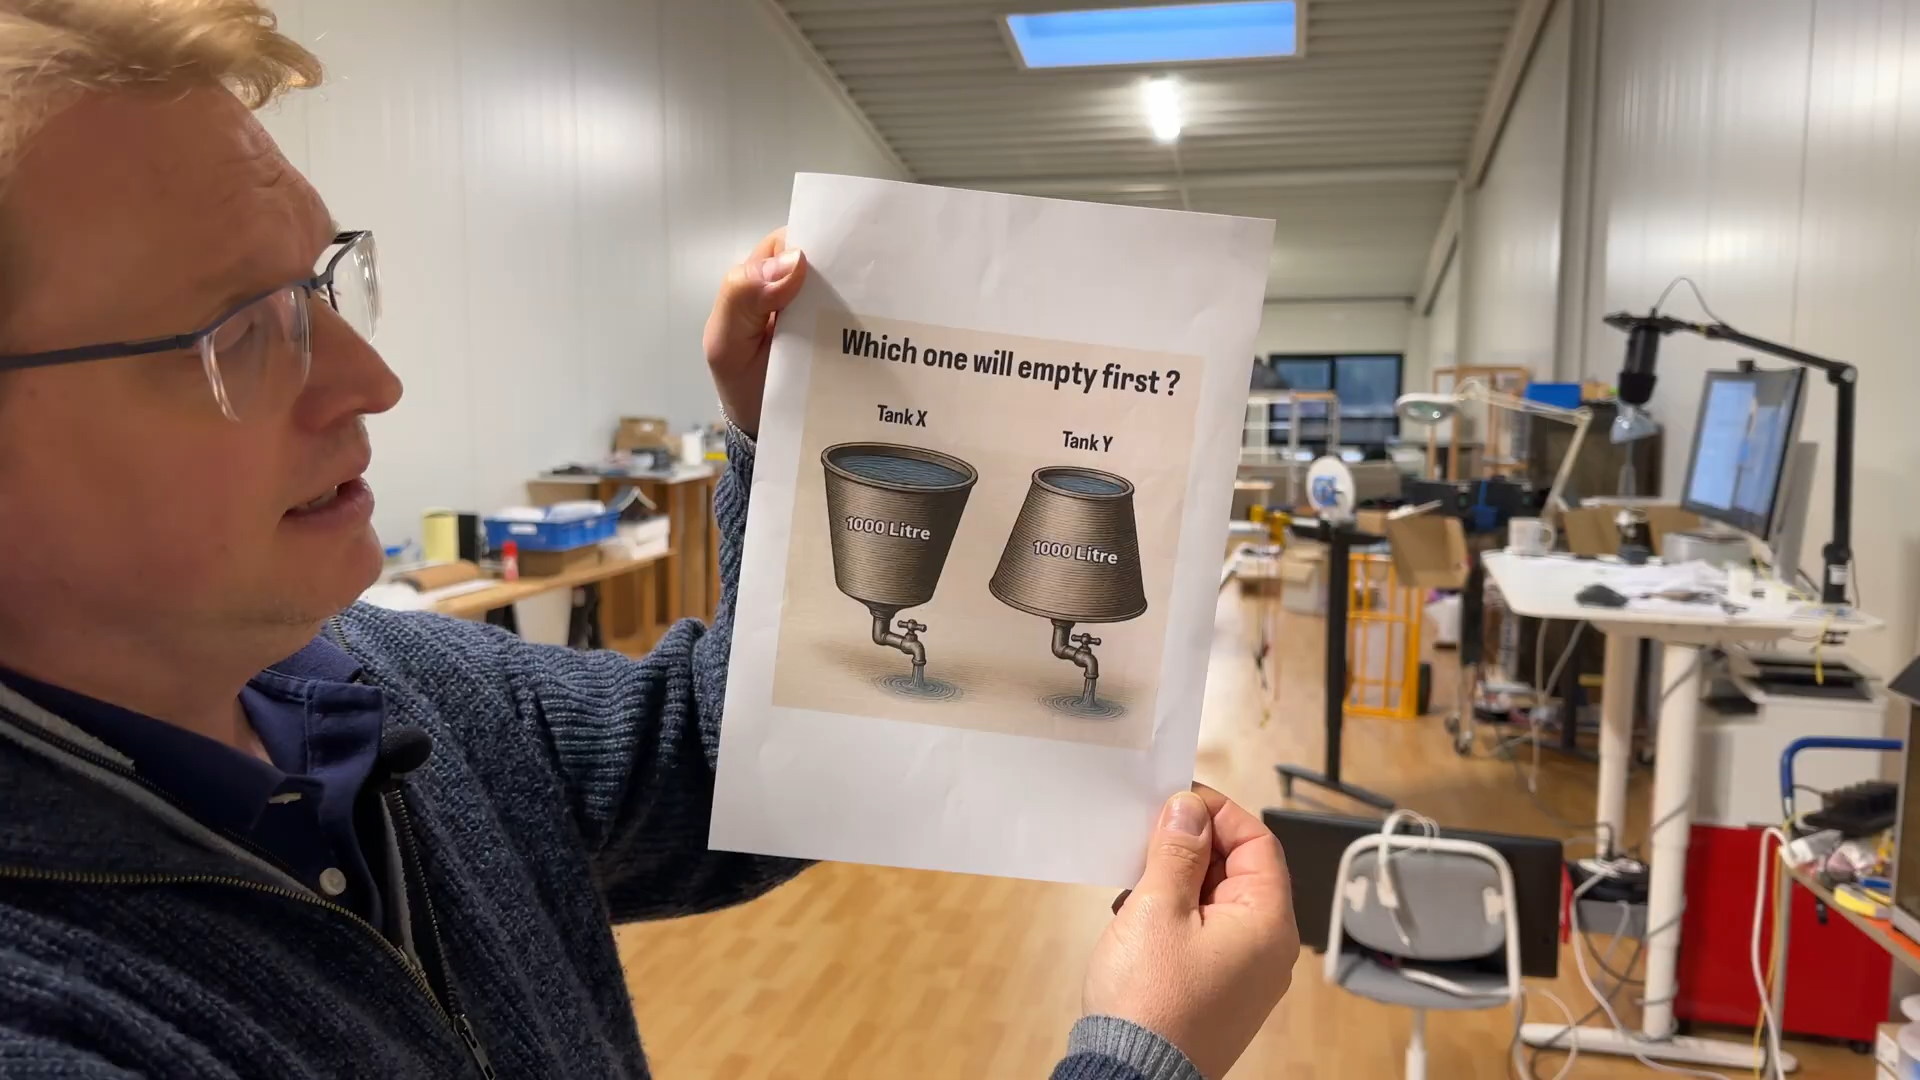 Which one will empty first ?
Tank X
Tank Y
1000 Litre
1000 Litre